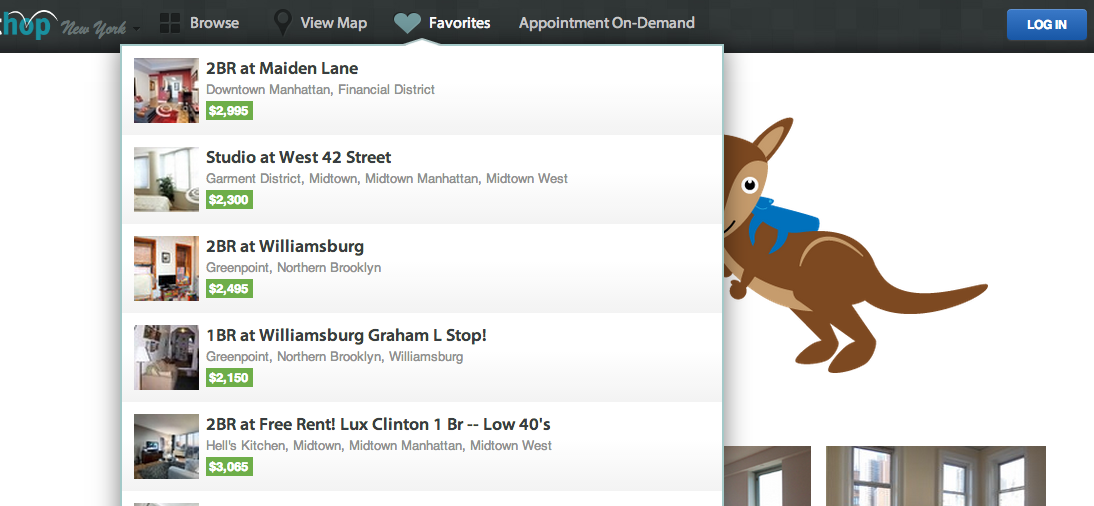 hop New York Browse View Map Favorites Appointment On-Demand LOG IN
2BR at Maiden Lane
Downtown Manhattan, Financial District
$2,995
Studio at West 42 Street
Garment District, Midtown, Midtown Manhattan, Midtown West
$2,300
2BR at Williamsburg
Greenpoint, Northern Brooklyn
$2,495
1BR at Williamsburg Graham L Stop!
Greenpoint, Northern Brooklyn, Williamsburg
$2,150
2BR at Free Rent! Lux Clinton 1 Br -- Low 40's
Hell's Kitchen, Midtown, Midtown Manhattan, Midtown West
$3,065